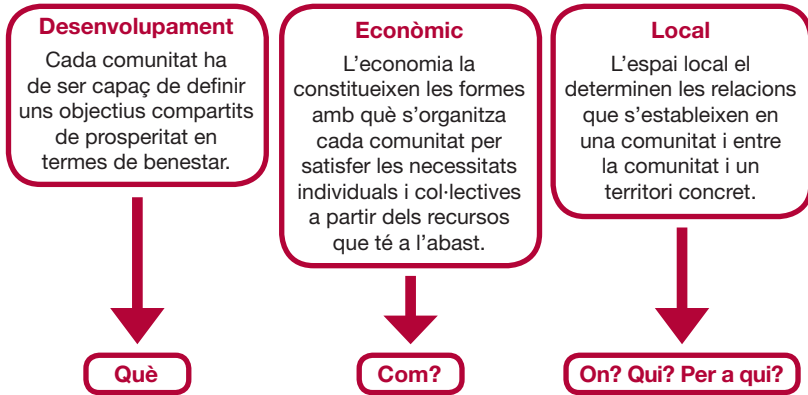 Desenvolupament
Cada comunitat ha
de ser capaç de definir
uns objectius compartits
de prosperitat en
termes de benestar.
Què
Econòmic
L’economia la
constitueixen les formes
amb què s’organitza
cada comunitat per
satisfer les necessitats
individuals i col·lectives
a partir dels recursos
que té a l’abast.
Com?
Local
L’espai local el
determinen les relacions
que s’estableixen en
una comunitat i entre
la comunitat i un
territori concret.
On? Qui? Per a qui?